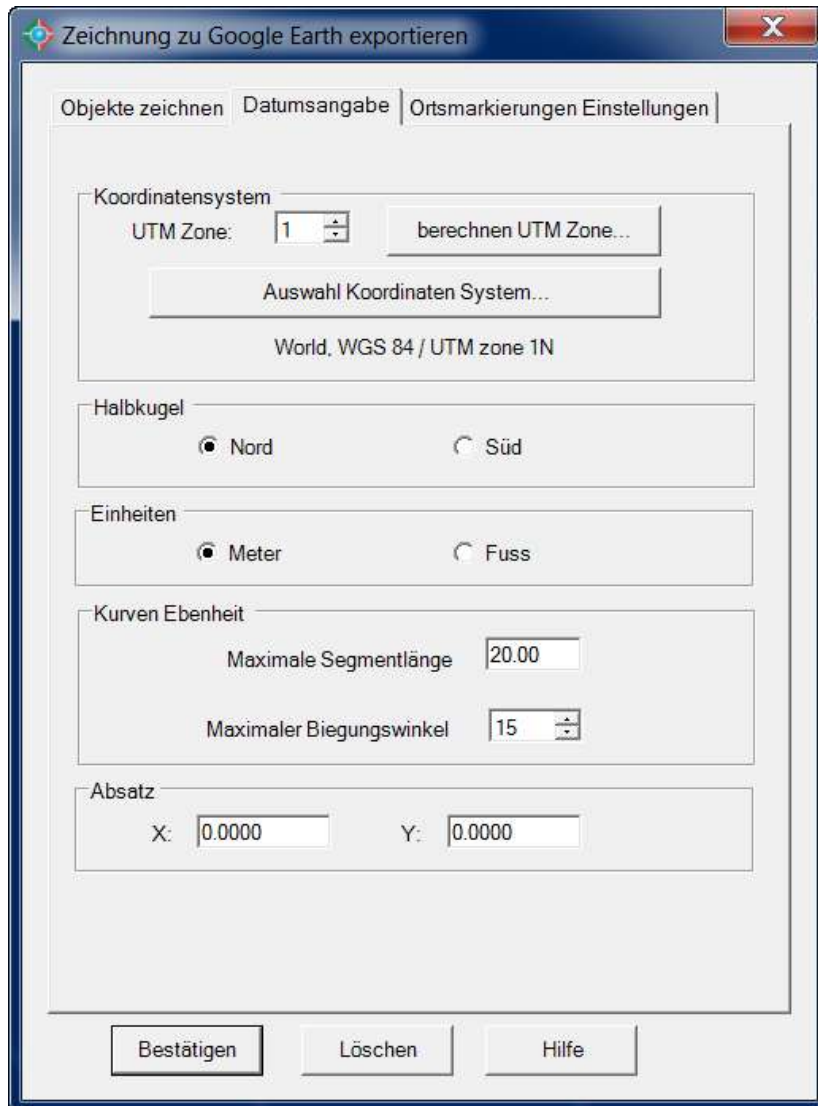 Zeichnung zu Google Earth exportieren
Objekte zeichnen Datumsangabe Ortsmarkierungen Einstellungen
Koordinatensystem
UTM Zone: 1 berechnen UTM Zone...
Auswahl Koordinaten System...
World, WGS 84 / UTM zone 1N
Halbkugel
Nord Süd
Einheiten
Meter Fuss
Kurven Ebenheit
Maximale Segmentlänge 20.00
Maximaler Biegungswinkel 15
Absatz
X: 0.0000 Y: 0.0000
Bestätigen Löschen Hilfe